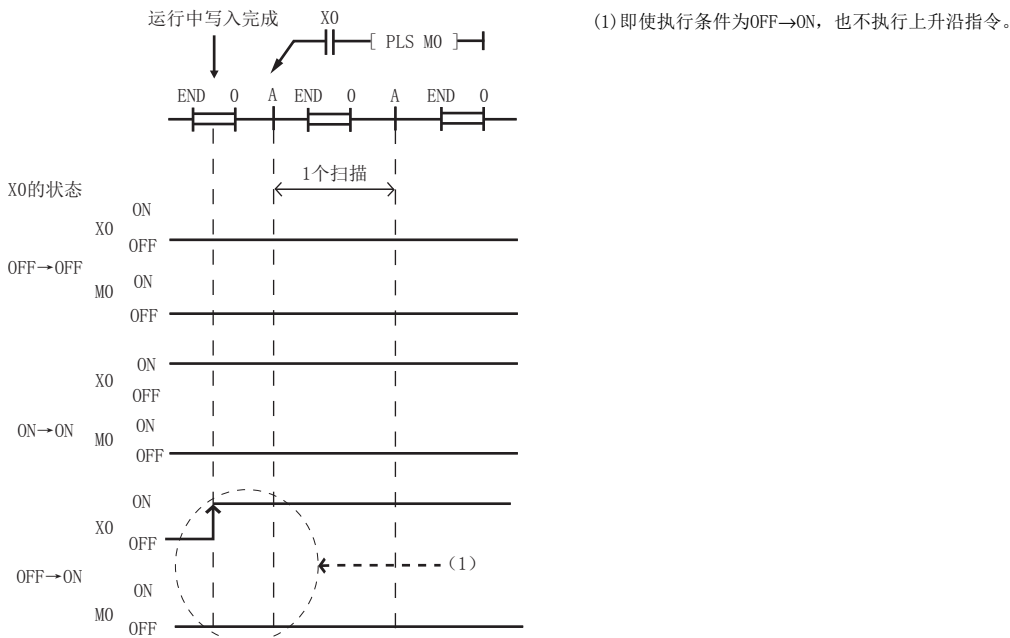 运行中写入完成
X0
[ PLS M0 ]
(1)即使执行条件为OFF→ON，也不执行上升沿指令。
END 0 A END 0 A END 0
1个扫描
X0的状态
ON
X0
OFF
OFF→OFF
ON
M0
OFF
ON
X0
OFF
ON→ON
ON
M0
OFF
ON
X0
OFF
(1)
OFF→ON
ON
M0
OFF